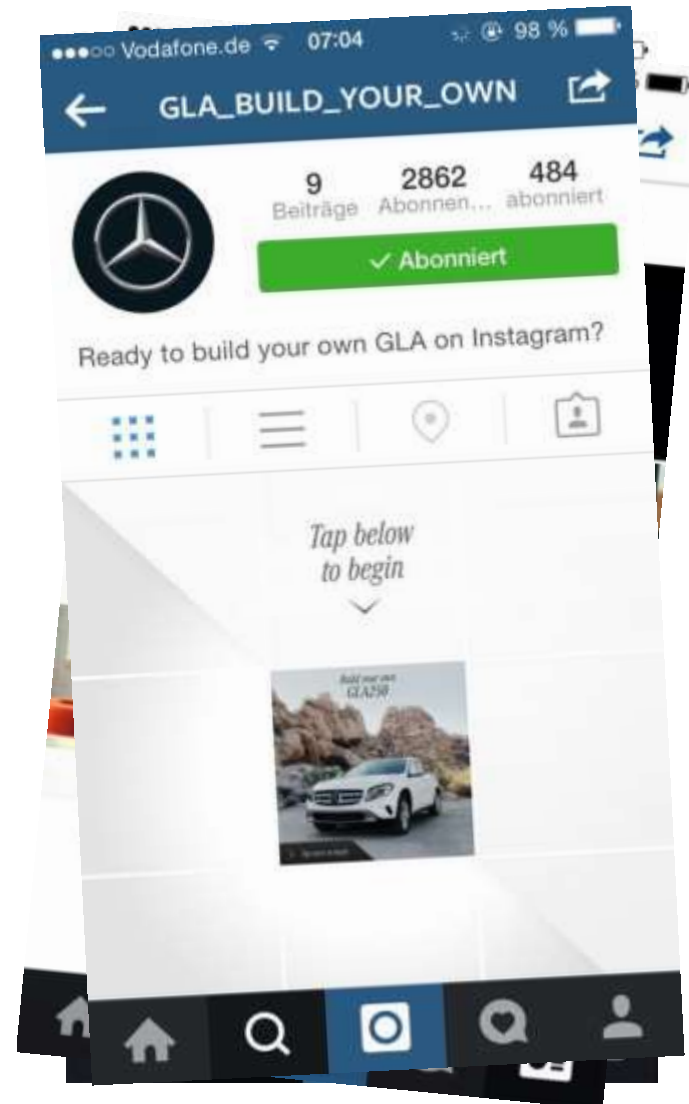 Vodafone.de 07:04 98 %
GLA_BUILD_YOUR_OWN
9 2862 484
Beiträge Abonnen... abonniert
Abonniert
Ready to build your own GLA on Instagram?
Tap below
to begin
Build your own
GLA250